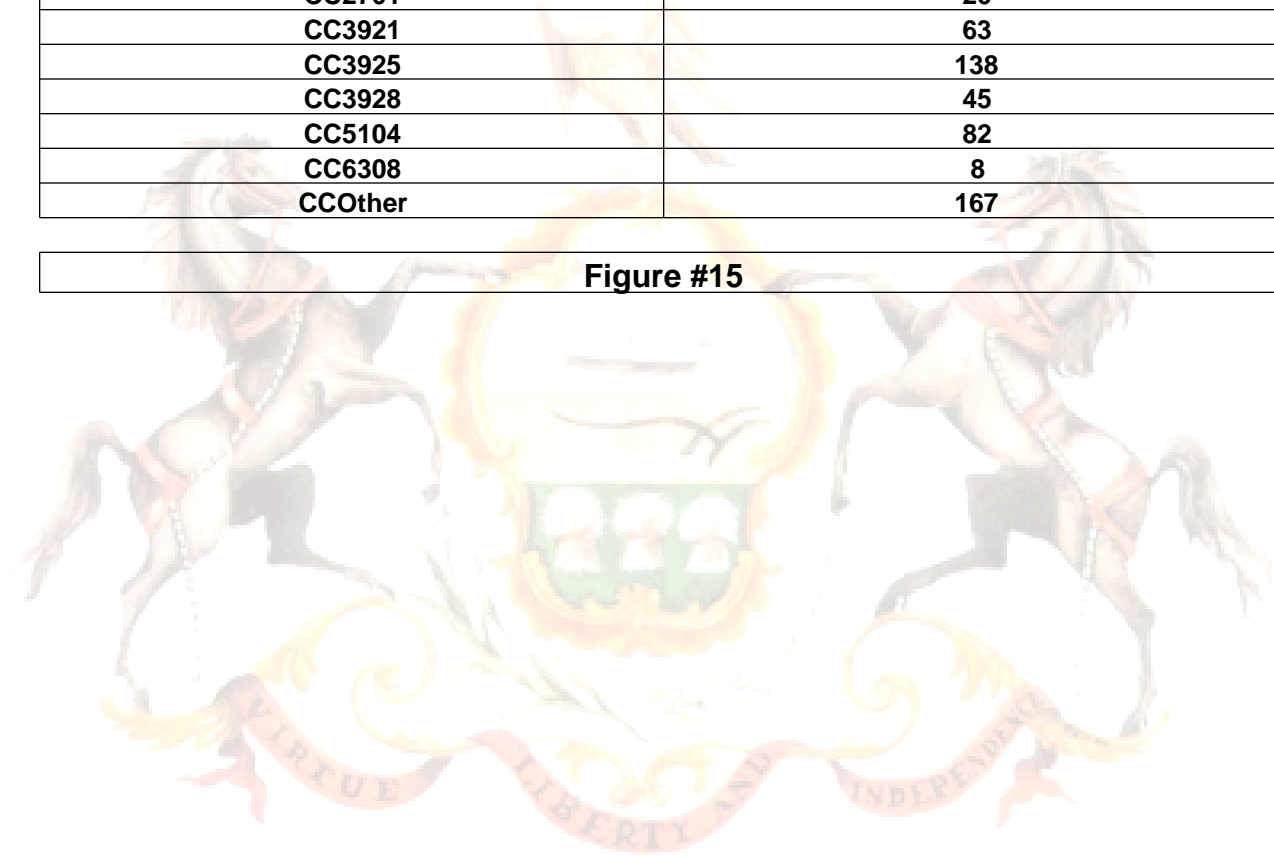 CC3921 63
CC3925 138
CC3928 45
CC5104 82
CC6308 8
CCOther 167
Figure #15
VIRTUE LIBERTY AND INDEPENDENCE